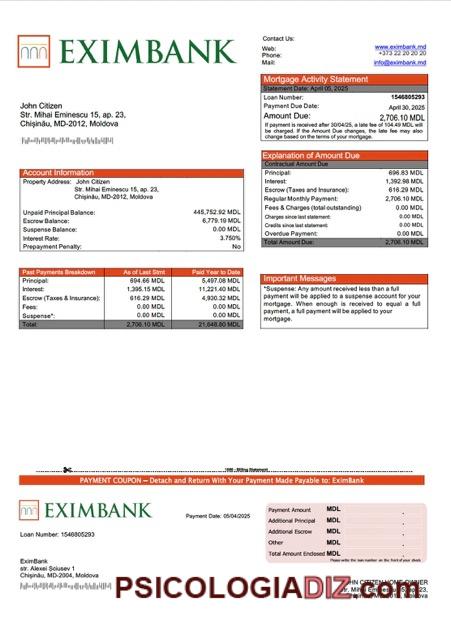 EXIMBANK
Contact Us:
Web: www.eximbank.md
Phone: +373 22 20 20 20
Mail: info@eximbank.md
Mortgage Activity Statement
Statement Date: April 05, 2025
Loan Number: 1546805293
Payment Due Date: April 30, 2025
Amount Due: 2,706.10 MDL
If payment is received after 30/04/25, a late fee of 104.49 MDL will
be charged. If the Amount Due changes, the late fee may also
change based on the terms of your mortgage.
John Citizen
Str. Mihai Eminescu 15, ap. 23,
Chișinău, MD-2012, Moldova
Explanation of Amount Due
Contractual Amount Due
Principal: 696.83 MDL
Interest: 1,392.98 MDL
Escrow (Taxes and Insurance): 616.29 MDL
Regular Monthly Payment: 2,706.10 MDL
Fees & Charges (total outstanding) 0.00 MDL
Charges since last statement: 0.00 MDL
Credits since last statement: 0.00 MDL
Overdue Payment: 0.00 MDL
Total Amount Due: 2,706.10 MDL
Account Information
Property Address: John Citizen
Str. Mihai Eminescu 15, ap. 23,
Chișinău, MD-2012, Moldova
Unpaid Principal Balance: 445,752.92 MDL
Escrow Balance: 6,779.19 MDL
Suspense Balance: 0.00 MDL
Interest Rate: 3.750%
Prepayment Penalty: No
Past Payments Breakdown As of Last Stmt Paid Year to Date
Principal: 694.66 MDL 5,497.08 MDL
Interest: 1,395.15 MDL 11,221.40 MDL
Escrow (Taxes & Insurance): 616.29 MDL 4,930.32 MDL
Fees: 0.00 MDL 0.00 MDL
Suspense*: 0.00 MDL 0.00 MDL
Total: 2,706.10 MDL 21,648.80 MDL
Important Messages
*Suspense: Any amount received less than a full
payment will be applied to a suspense account for your
mortgage. When enough is received to equal a full
payment, a full payment will be applied to your
mortgage.
Billing Statement
PAYMENT COUPON – Detach and Return With Your Payment Made Payable to: EximBank
EXIMBANK
Payment Date: 05/04/2025
Loan Number: 1546805293
Payment Amount MDL .
Additional Principal MDL .
Additional Escrow MDL .
Other MDL .
Total Amount Enclosed MDL .
Please write the loan number on the front of your check.
EximBank
str. Alexei Șciusev 1
Chișinău, MD-2004, Moldova
PSICOLOGIADIZ.com